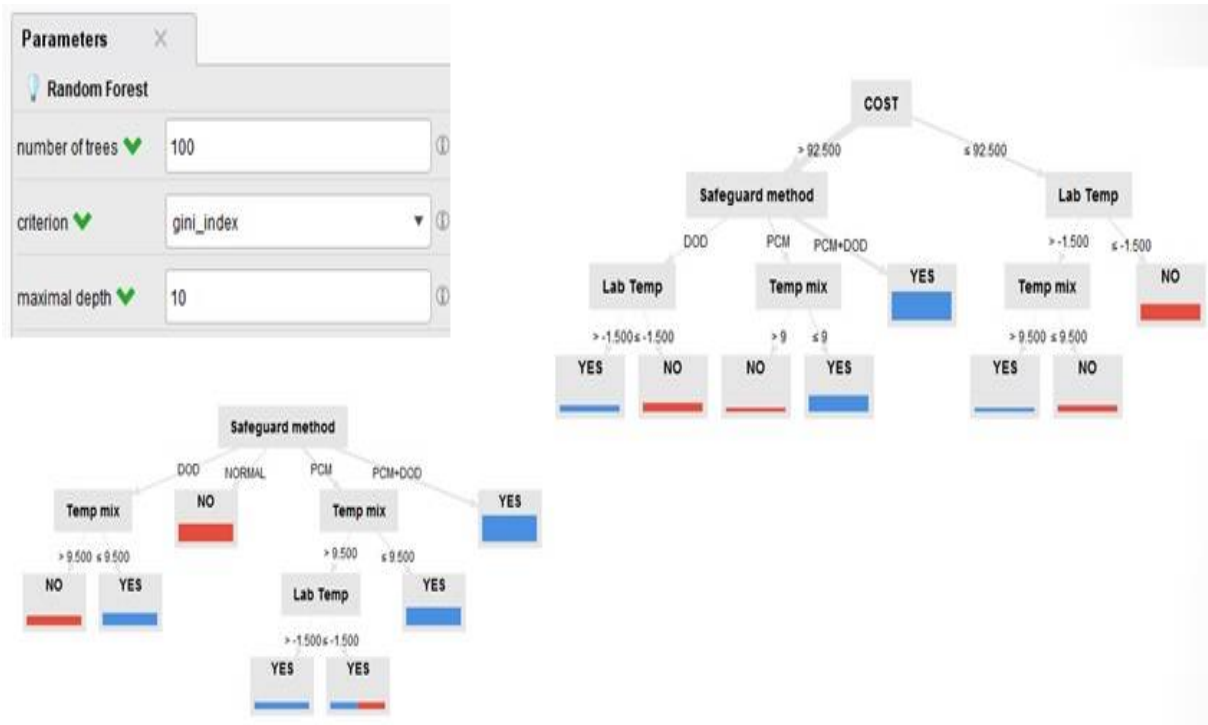 Parameters
Random Forest
number of trees 100
criterion gini_index
maximal depth 10
COST
> 92.500 ≤ 92.500
Safeguard method Lab Temp
DOD PCM PCM+DOD > -1.500 ≤ -1.500
Lab Temp Temp mix YES Temp mix NO
> -1.500 ≤ -1.500 > 9 ≤ 9 > 9.500 ≤ 9.500
YES NO NO YES YES NO
Safeguard method
DOD NORMAL PCM PCM+DOD
Temp mix NO Temp mix YES
> 9.500 ≤ 9.500 > 9.500 ≤ 9.500
NO YES Lab Temp YES
> -1.500 ≤ -1.500
YES YES